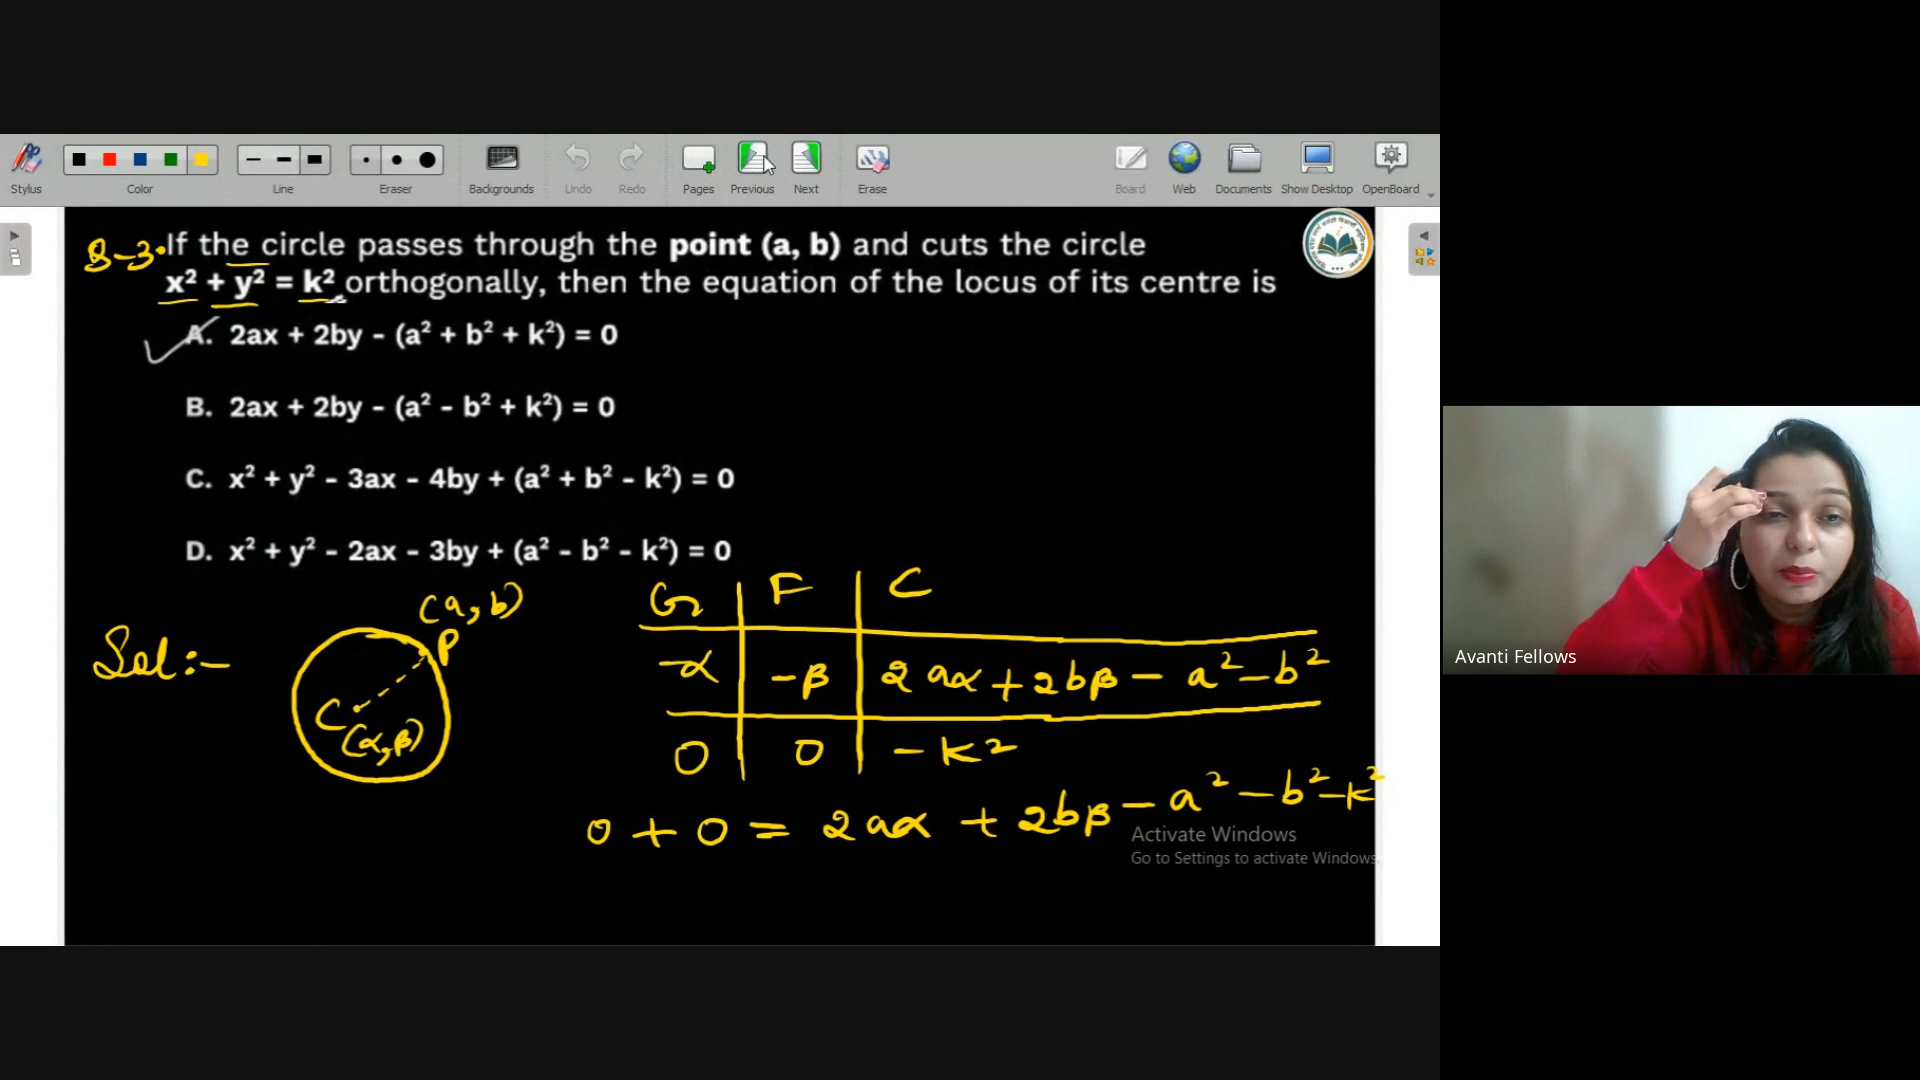 Stylus
Color
Line
Eraser
Backgrounds
Undo
Redo
Pages
Previous
Next
Erase
Board
Web
Documents
Show Desktop
OpenBoard
Q-3. If the circle passes through the point (a, b) and cuts the circle
x² + y² = k² orthogonally, then the equation of the locus of its centre is
A. 2ax + 2by - (a² + b² + k²) = 0
B. 2ax + 2by - (a² - b² + k²) = 0
C. x² + y² - 3ax - 4by + (a² + b² - k²) = 0
D. x² + y² - 2ax - 3by + (a² - b² - k²) = 0
Sol:-
(a, b)
P
C
(α, β)
G F C
-α -β 2aα + 2bβ - a² - b²
0 0 -k²
0 + 0 = 2aα + 2bβ - a² - b² - k²
Activate Windows
Go to Settings to activate Windows.
Avanti Fellows